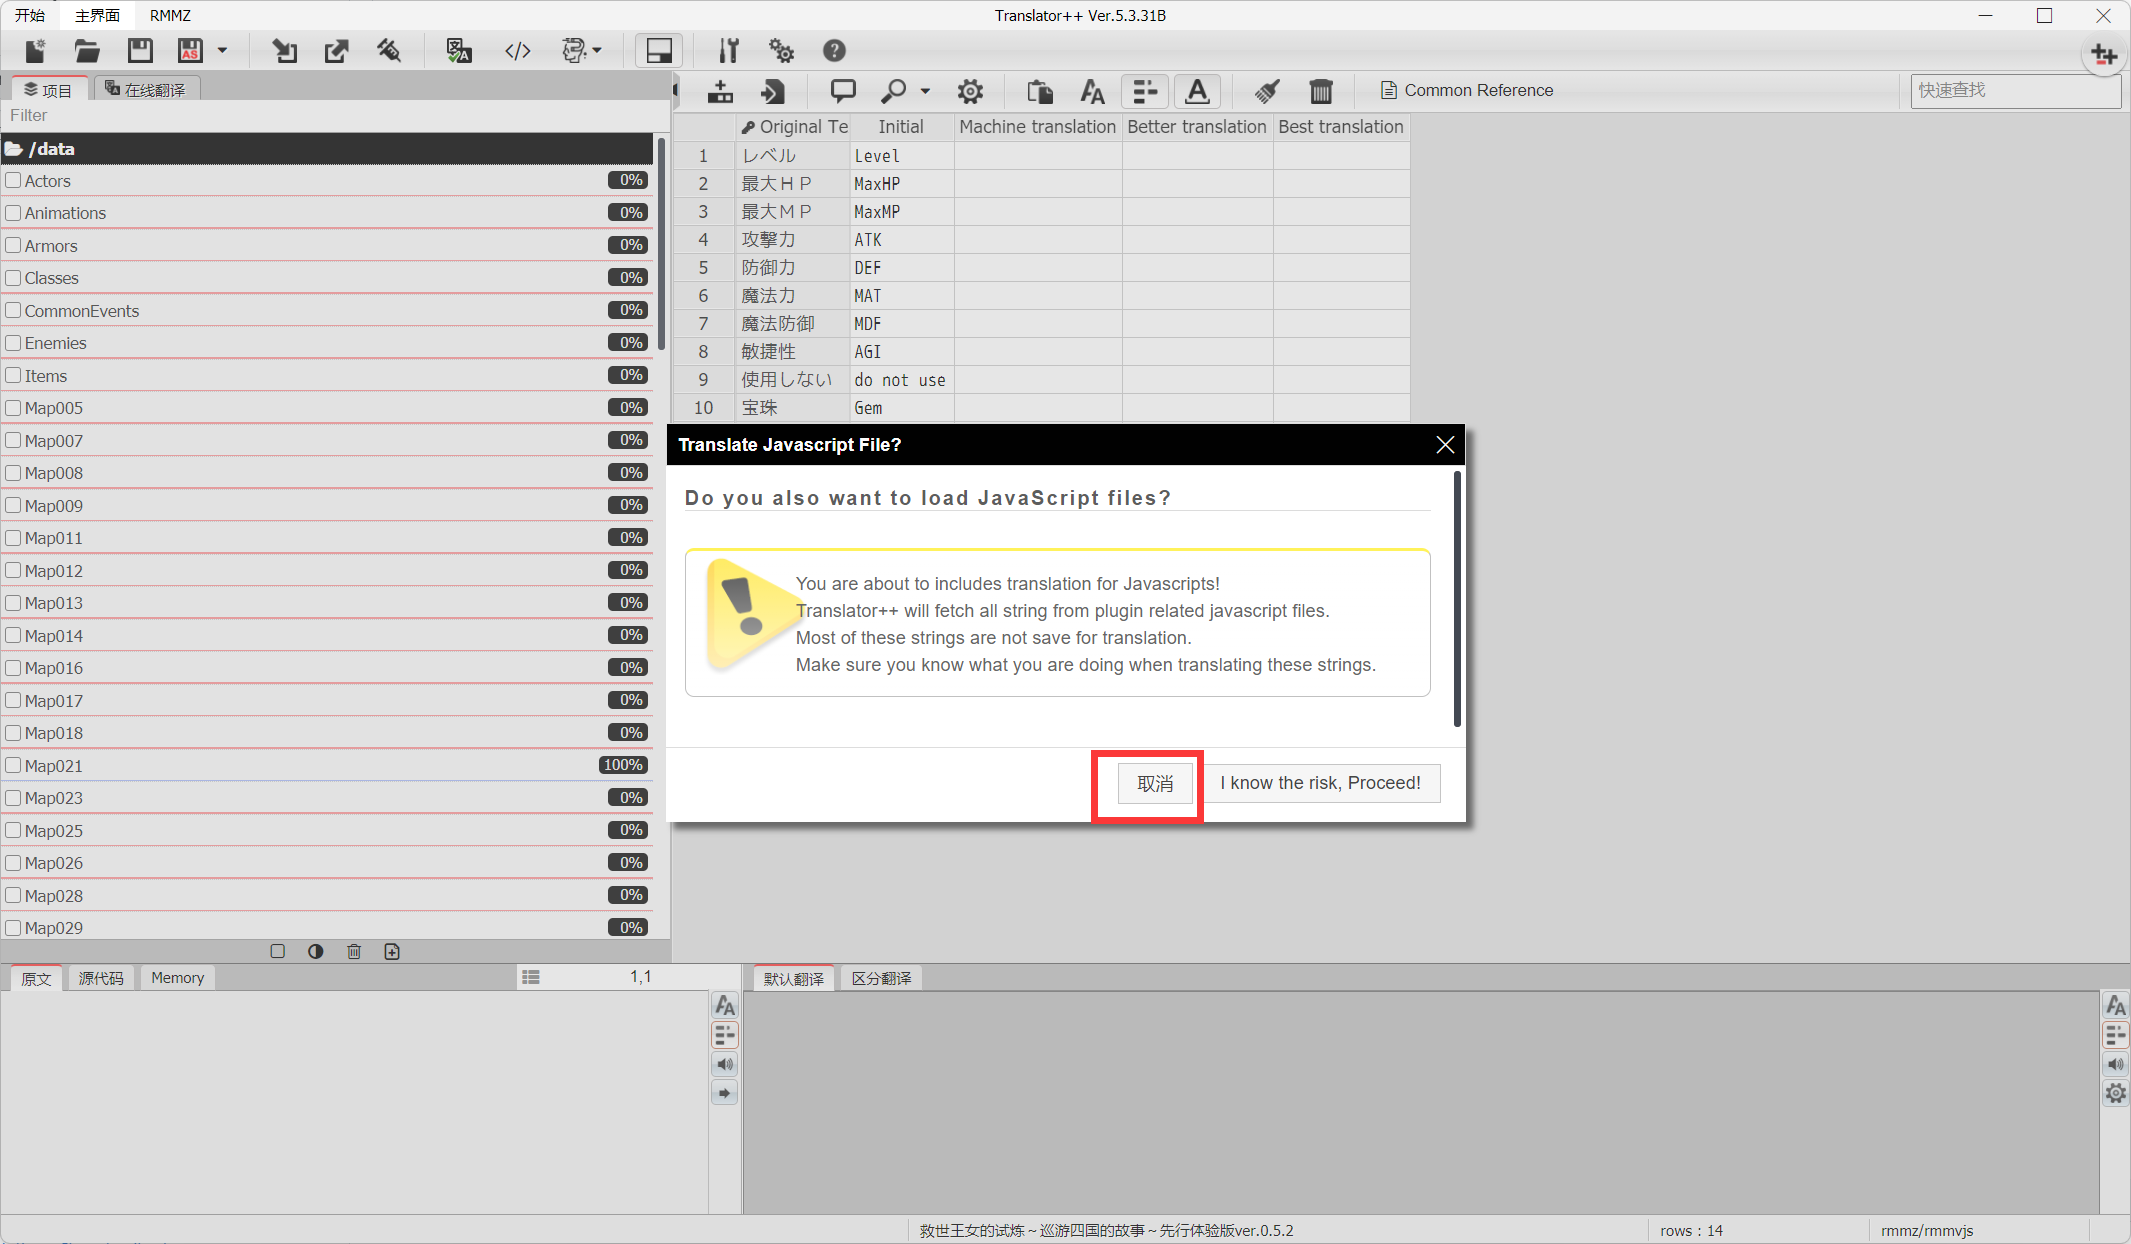 开始 主界面 RMMZ
Translator++ Ver.5.3.31B
AS
项目 在线翻译
Common Reference
快速查找
Filter
/data
Actors 0%
Animations 0%
Armors 0%
Classes 0%
CommonEvents 0%
Enemies 0%
Items 0%
Map005 0%
Map007 0%
Map008 0%
Map009 0%
Map011 0%
Map012 0%
Map013 0%
Map014 0%
Map016 0%
Map017 0%
Map018 0%
Map021 100%
Map023 0%
Map025 0%
Map026 0%
Map028 0%
Map029 0%
Original Te Initial Machine translation Better translation Best translation
1 レベル Level
2 最大ＨＰ MaxHP
3 最大ＭＰ MaxMP
4 攻撃力 ATK
5 防御力 DEF
6 魔法力 MAT
7 魔法防御 MDF
8 敏捷性 AGI
9 使用しない do not use
10 宝珠 Gem
Translate Javascript File?
Do you also want to load JavaScript files?
You are about to includes translation for Javascripts!
Translator++ will fetch all string from plugin related javascript files.
Most of these strings are not save for translation.
Make sure you know what you are doing when translating these strings.
取消 I know the risk, Proceed!
原文 源代码 Memory 1,1
默认翻译 区分翻译
救世王女的试炼～巡游四国的故事～先行体验版ver.0.5.2
rows : 14
rmmz/rmmvjs